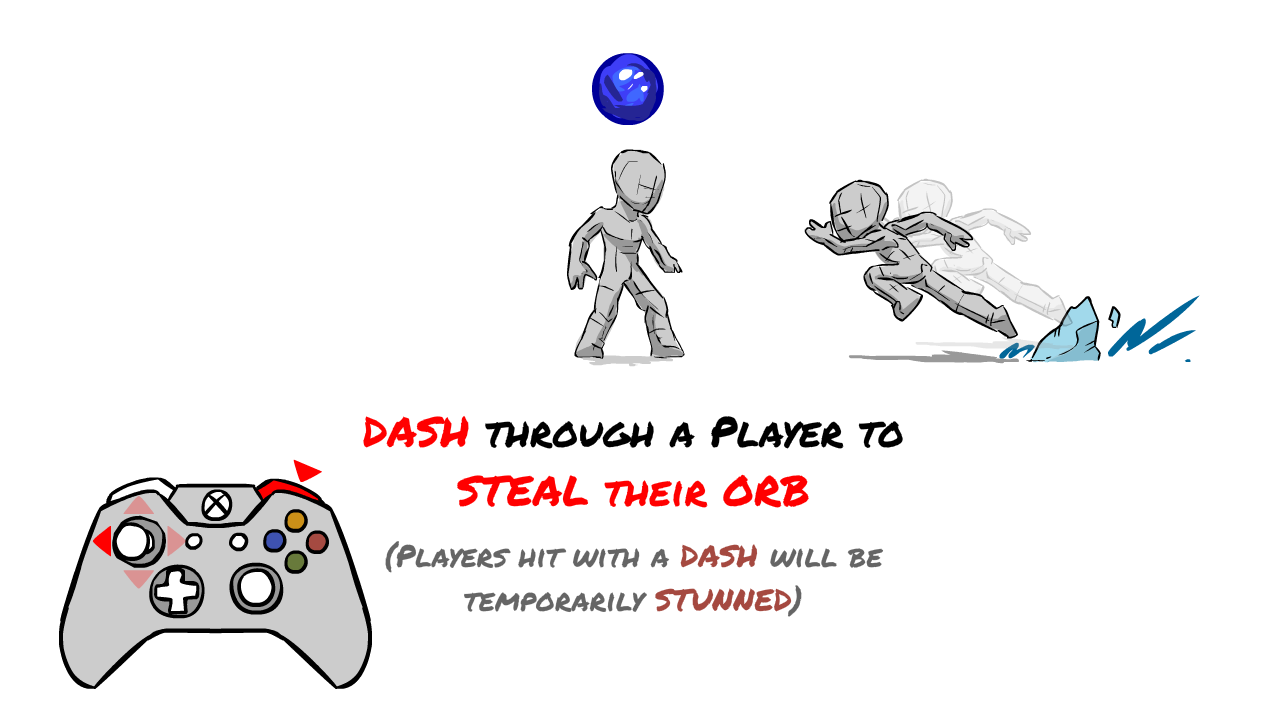 DASH THROUGH A PLAYER TO
STEAL THEIR ORB
(PLAYERS HIT WITH A DASH WILL BE
TEMPORARILY STUNNED)